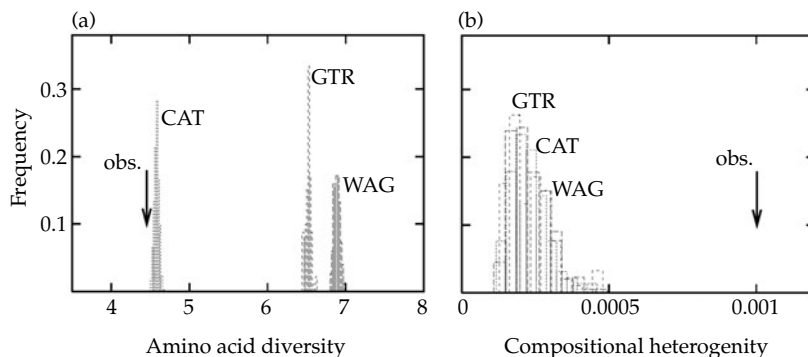 (a)
(b)
Frequency
0.3
0.2
0.1
obs.
CAT
GTR
WAG
4
5
6
7
8
Amino acid diversity
GTR
CAT
WAG
obs.
0
0.0005
0.001
Compositional heterogenity